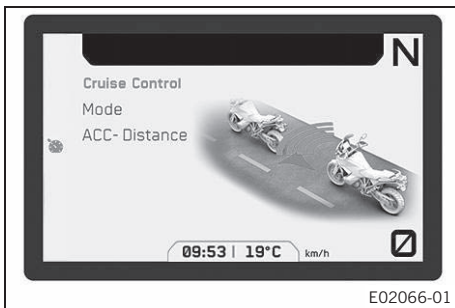 N
Cruise Control
Mode
ACC- Distance
09:53 | 19°C km/h
0
E02066-01